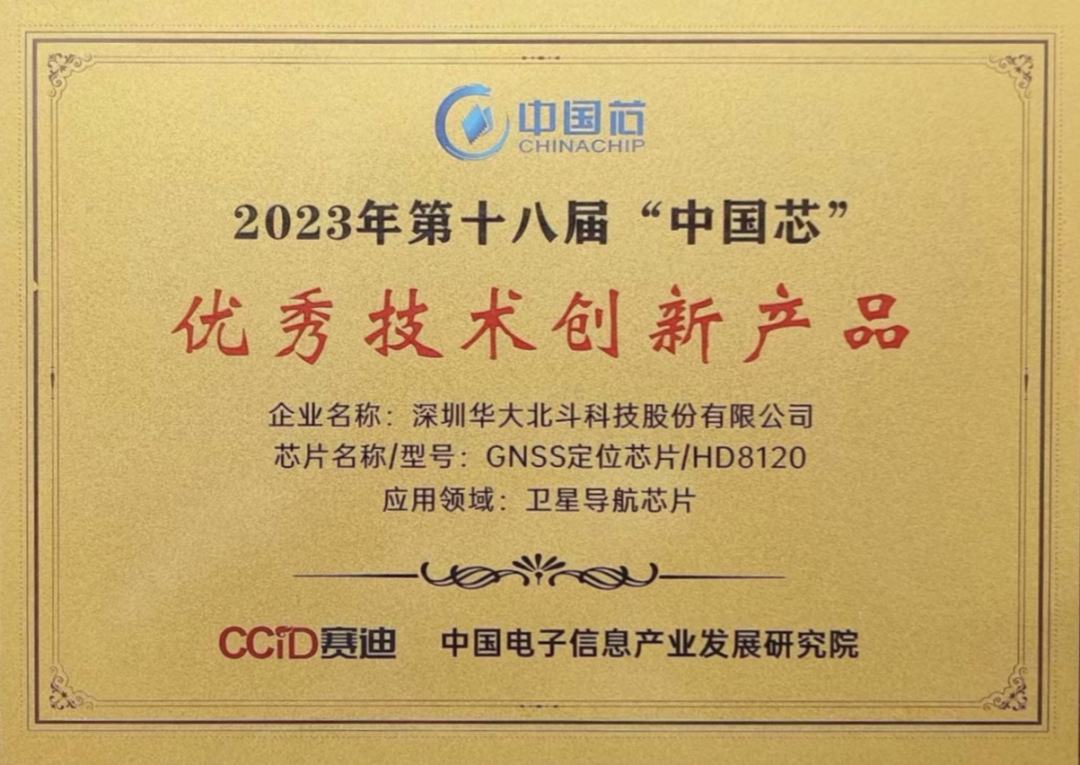 中国芯
CHINACHIP
2023年第十八届“中国芯”
优秀技术创新产品
企业名称：深圳华大北斗科技股份有限公司
芯片名称/型号：GNSS定位芯片/HD8120
应用领域：卫星导航芯片
CCID赛迪 中国电子信息产业发展研究院